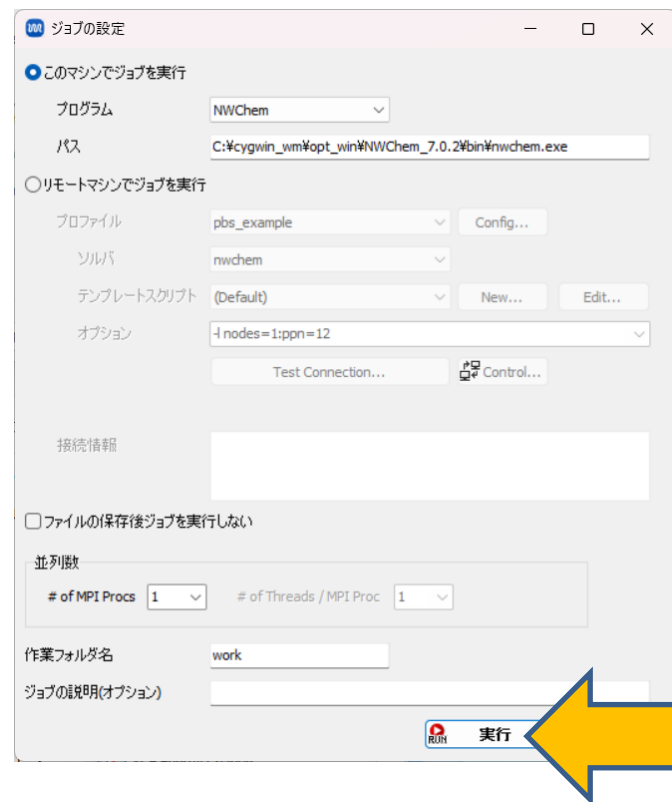 ジョブの設定
このマシンでジョブを実行
プログラム NWChem
パス C:¥cygwin_wm¥opt_win¥NWChem_7.0.2¥bin¥nwchem.exe
リモートマシンでジョブを実行
プロファイル pbs_example Config...
ソルバ nwchem
テンプレートスクリプト (Default) New... Edit...
オプション -l nodes=1:ppn=12
Test Connection... Control...
接続情報
ファイルの保存後ジョブを実行しない
並列数
# of MPI Procs 1 # of Threads / MPI Proc 1
作業フォルダ名 work
ジョブの説明(オプション)
RUN 実行